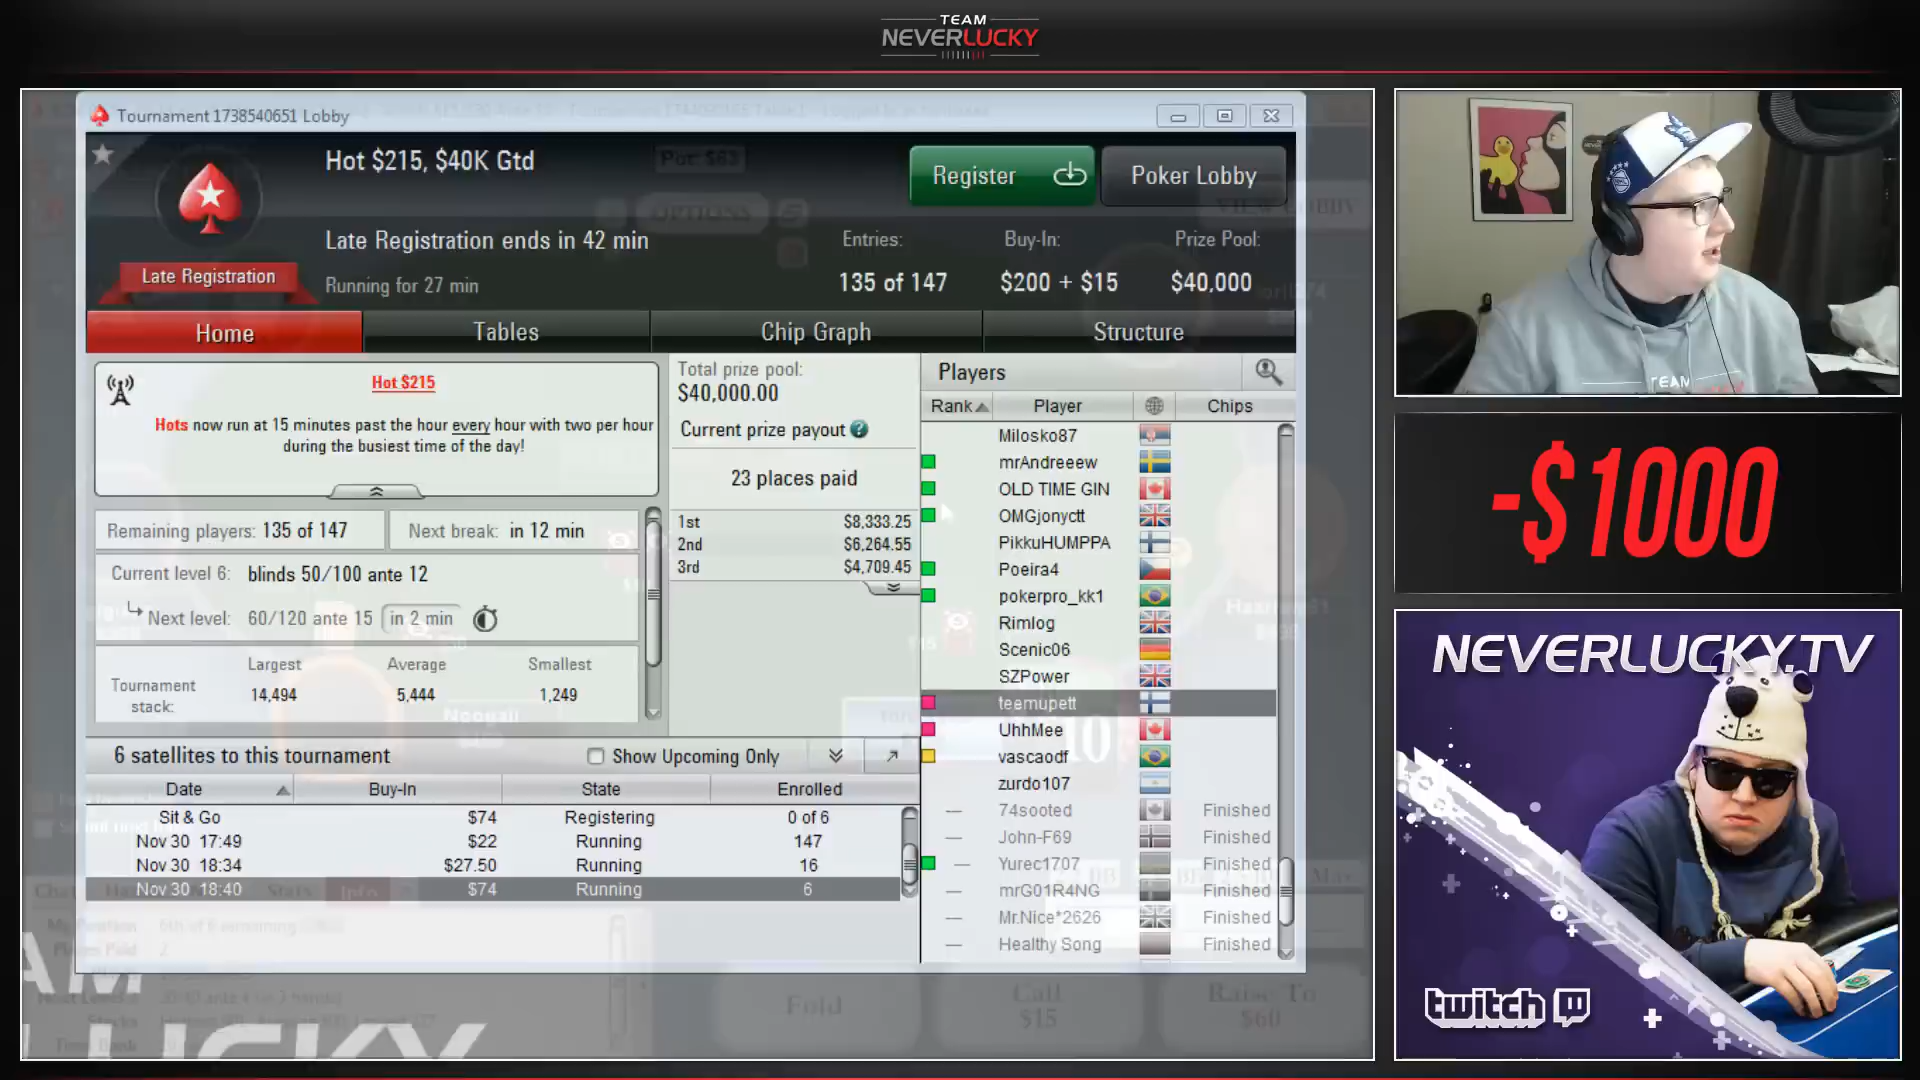 TEAM
NEVERLUCKY
Tournament 1738540651 Lobby
Hot $215, $40K Gtd
Register
Poker Lobby
Late Registration ends in 42 min
Running for 27 min
Late Registration
Entries:
135 of 147
Buy-In:
$200 + $15
Prize Pool:
$40,000
Home
Tables
Chip Graph
Structure
Hot $215
Hots now run at 15 minutes past the hour every hour with two per hour
during the busiest time of the day!
Remaining players: 135 of 147
Next break: in 12 min
Current level 6: blinds 50/100 ante 12
Next level: 60/120 ante 15 in 2 min
Largest
Average
Smallest
Tournament
stack:
14,494
5,444
1,249
Total prize pool:
$40,000.00
Current prize payout
23 places paid
1st $8,333.25
2nd $6,264.55
3rd $4,709.45
Players
Rank Player Chips
Milosko87
mrAndreeew
OLD TIME GIN
OMGjonyctt
PikkuHUMPPA
Poeira4
pokerpro_kk1
Rimlog
Scenic06
SZPower
teemupett
UhhMee
vascaodf
zurdo107
— 74sooted Finished
— John-F69 Finished
— Yurec1707 Finished
— mrG01R4NG Finished
— Mr.Nice*2626 Finished
— Healthy Song Finished
6 satellites to this tournament
Show Upcoming Only
Date Buy-In State Enrolled
Sit & Go $74 Registering 0 of 6
Nov 30 17:49 $22 Running 147
Nov 30 18:34 $27.50 Running 16
Nov 30 18:40 $74 Running 6
Fold
Call
$15
Raise To
$60
-$1000
NEVERLUCKY.TV
twitch
TEAM